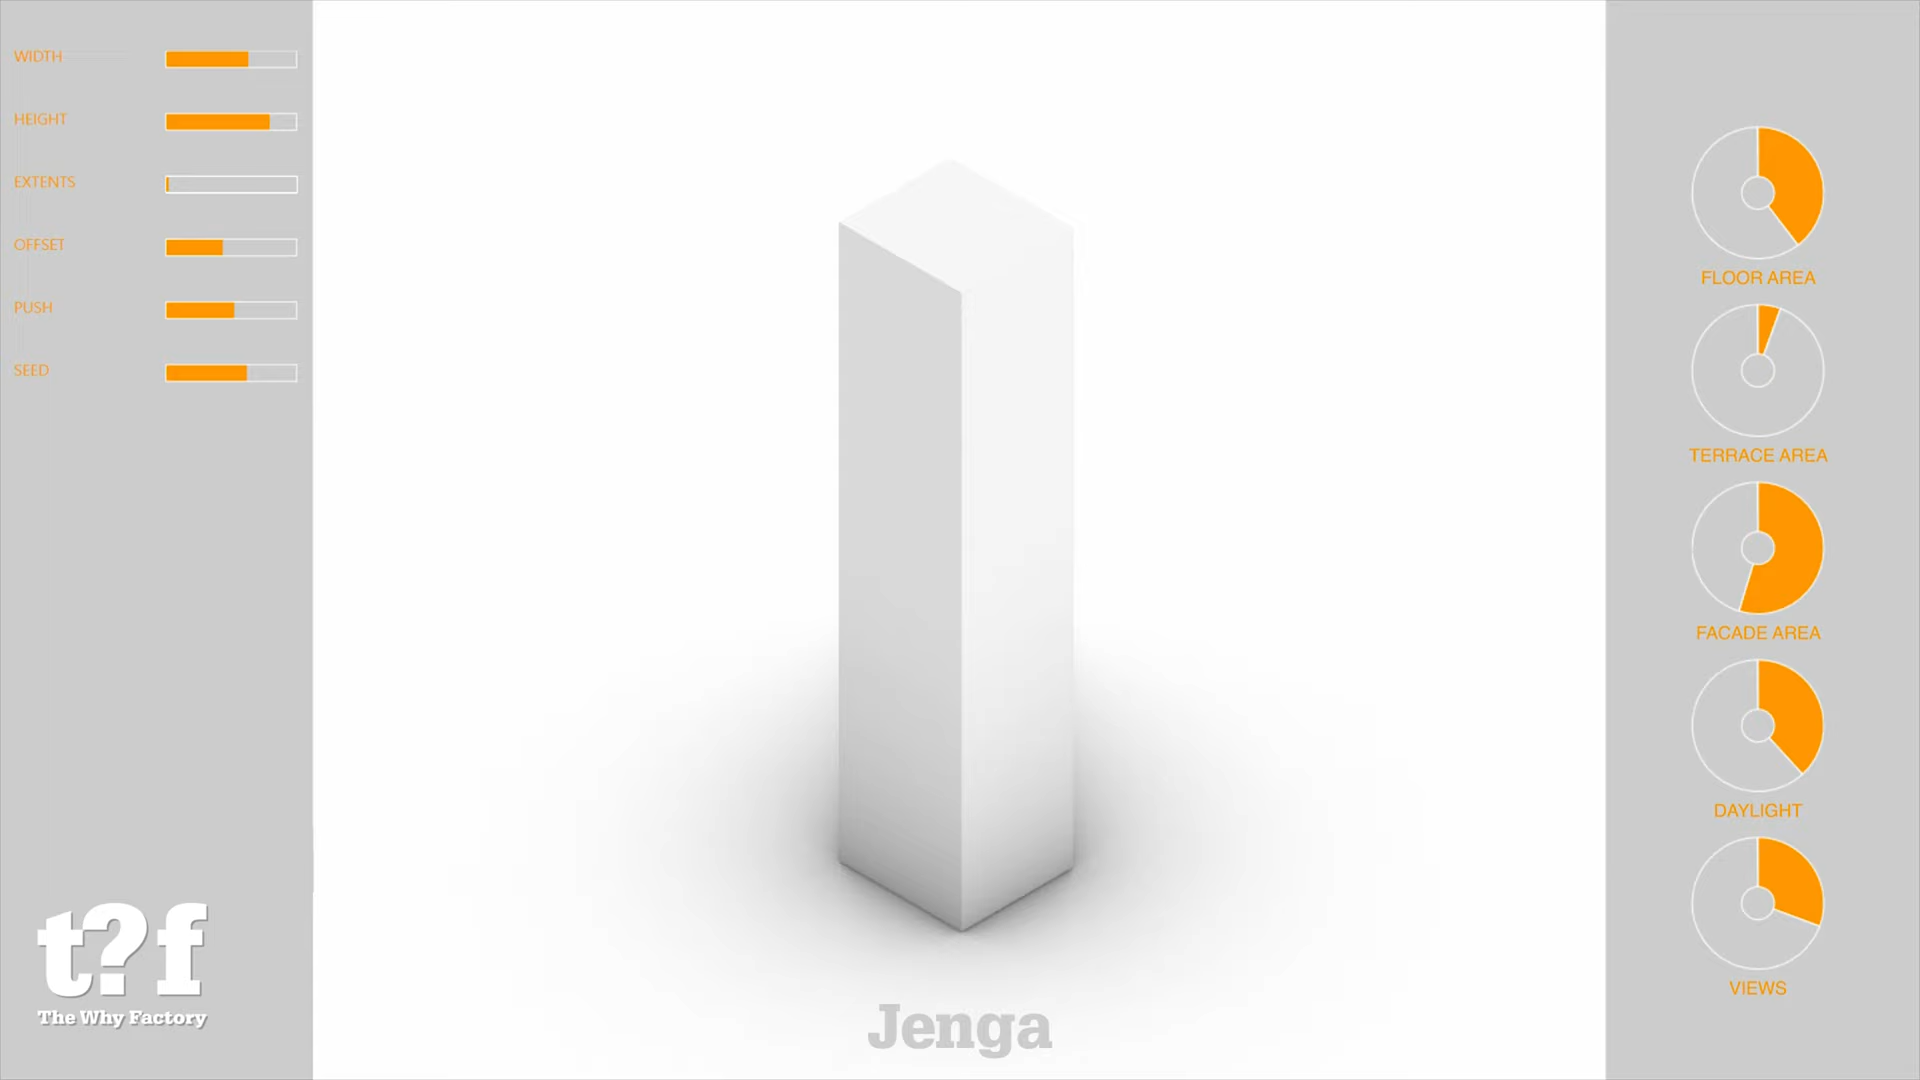 WIDTH
HEIGHT
EXTENTS
OFFSET
PUSH
SEED
t?f
The Why Factory
Jenga
FLOOR AREA
TERRACE AREA
FACADE AREA
DAYLIGHT
VIEWS